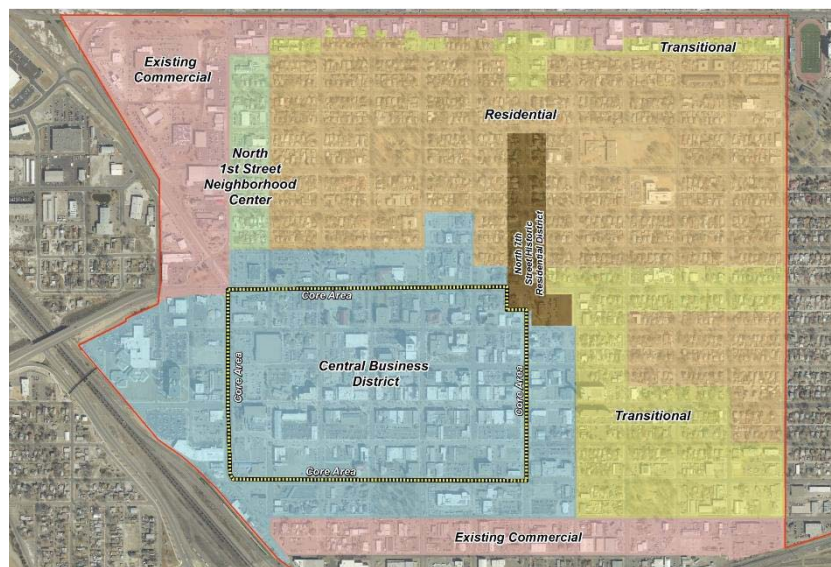 Transitional
Existing
Commercial
Residential
North
1st Street
Neighborhood
Center
North 7th
Street Historic
Residential District
Core Area
Central Business
District
Core Area
Core Area
Transitional
Core Area
Existing Commercial